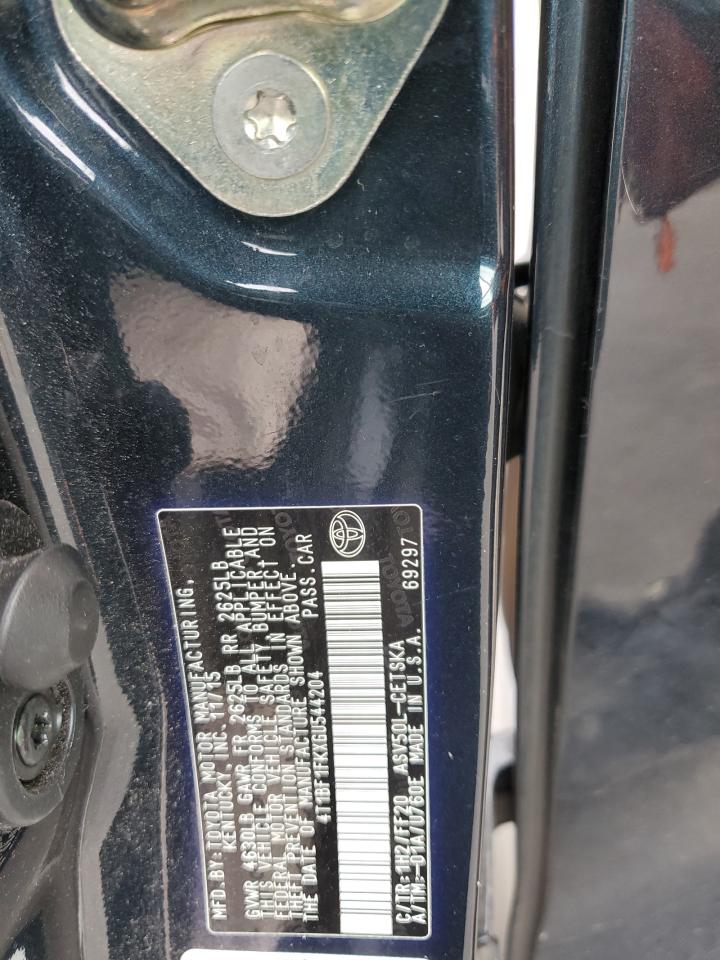 MFD.BY:TOYOTA MOTOR MANUFACTURING,
KENTUCKY INC. 11/15
GVWR 4630LB GAWR FR 2625LB RR 2625LB
THIS VEHICLE CONFORMS TO ALL APPLICABLE
FEDERAL MOTOR VEHICLE SAFETY BUMPER,AND
THEFT PREVENTION STANDARDS IN EFFECT ON
THE DATE OF MANUFACTURE SHOWN ABOVE.
4T1BF1FKXGU544204 PASS.CAR
C/TR:1H2/FF20 ASV50L-CETSKA
A/TM:-01A/U760E MADE IN U.S.A. 69297